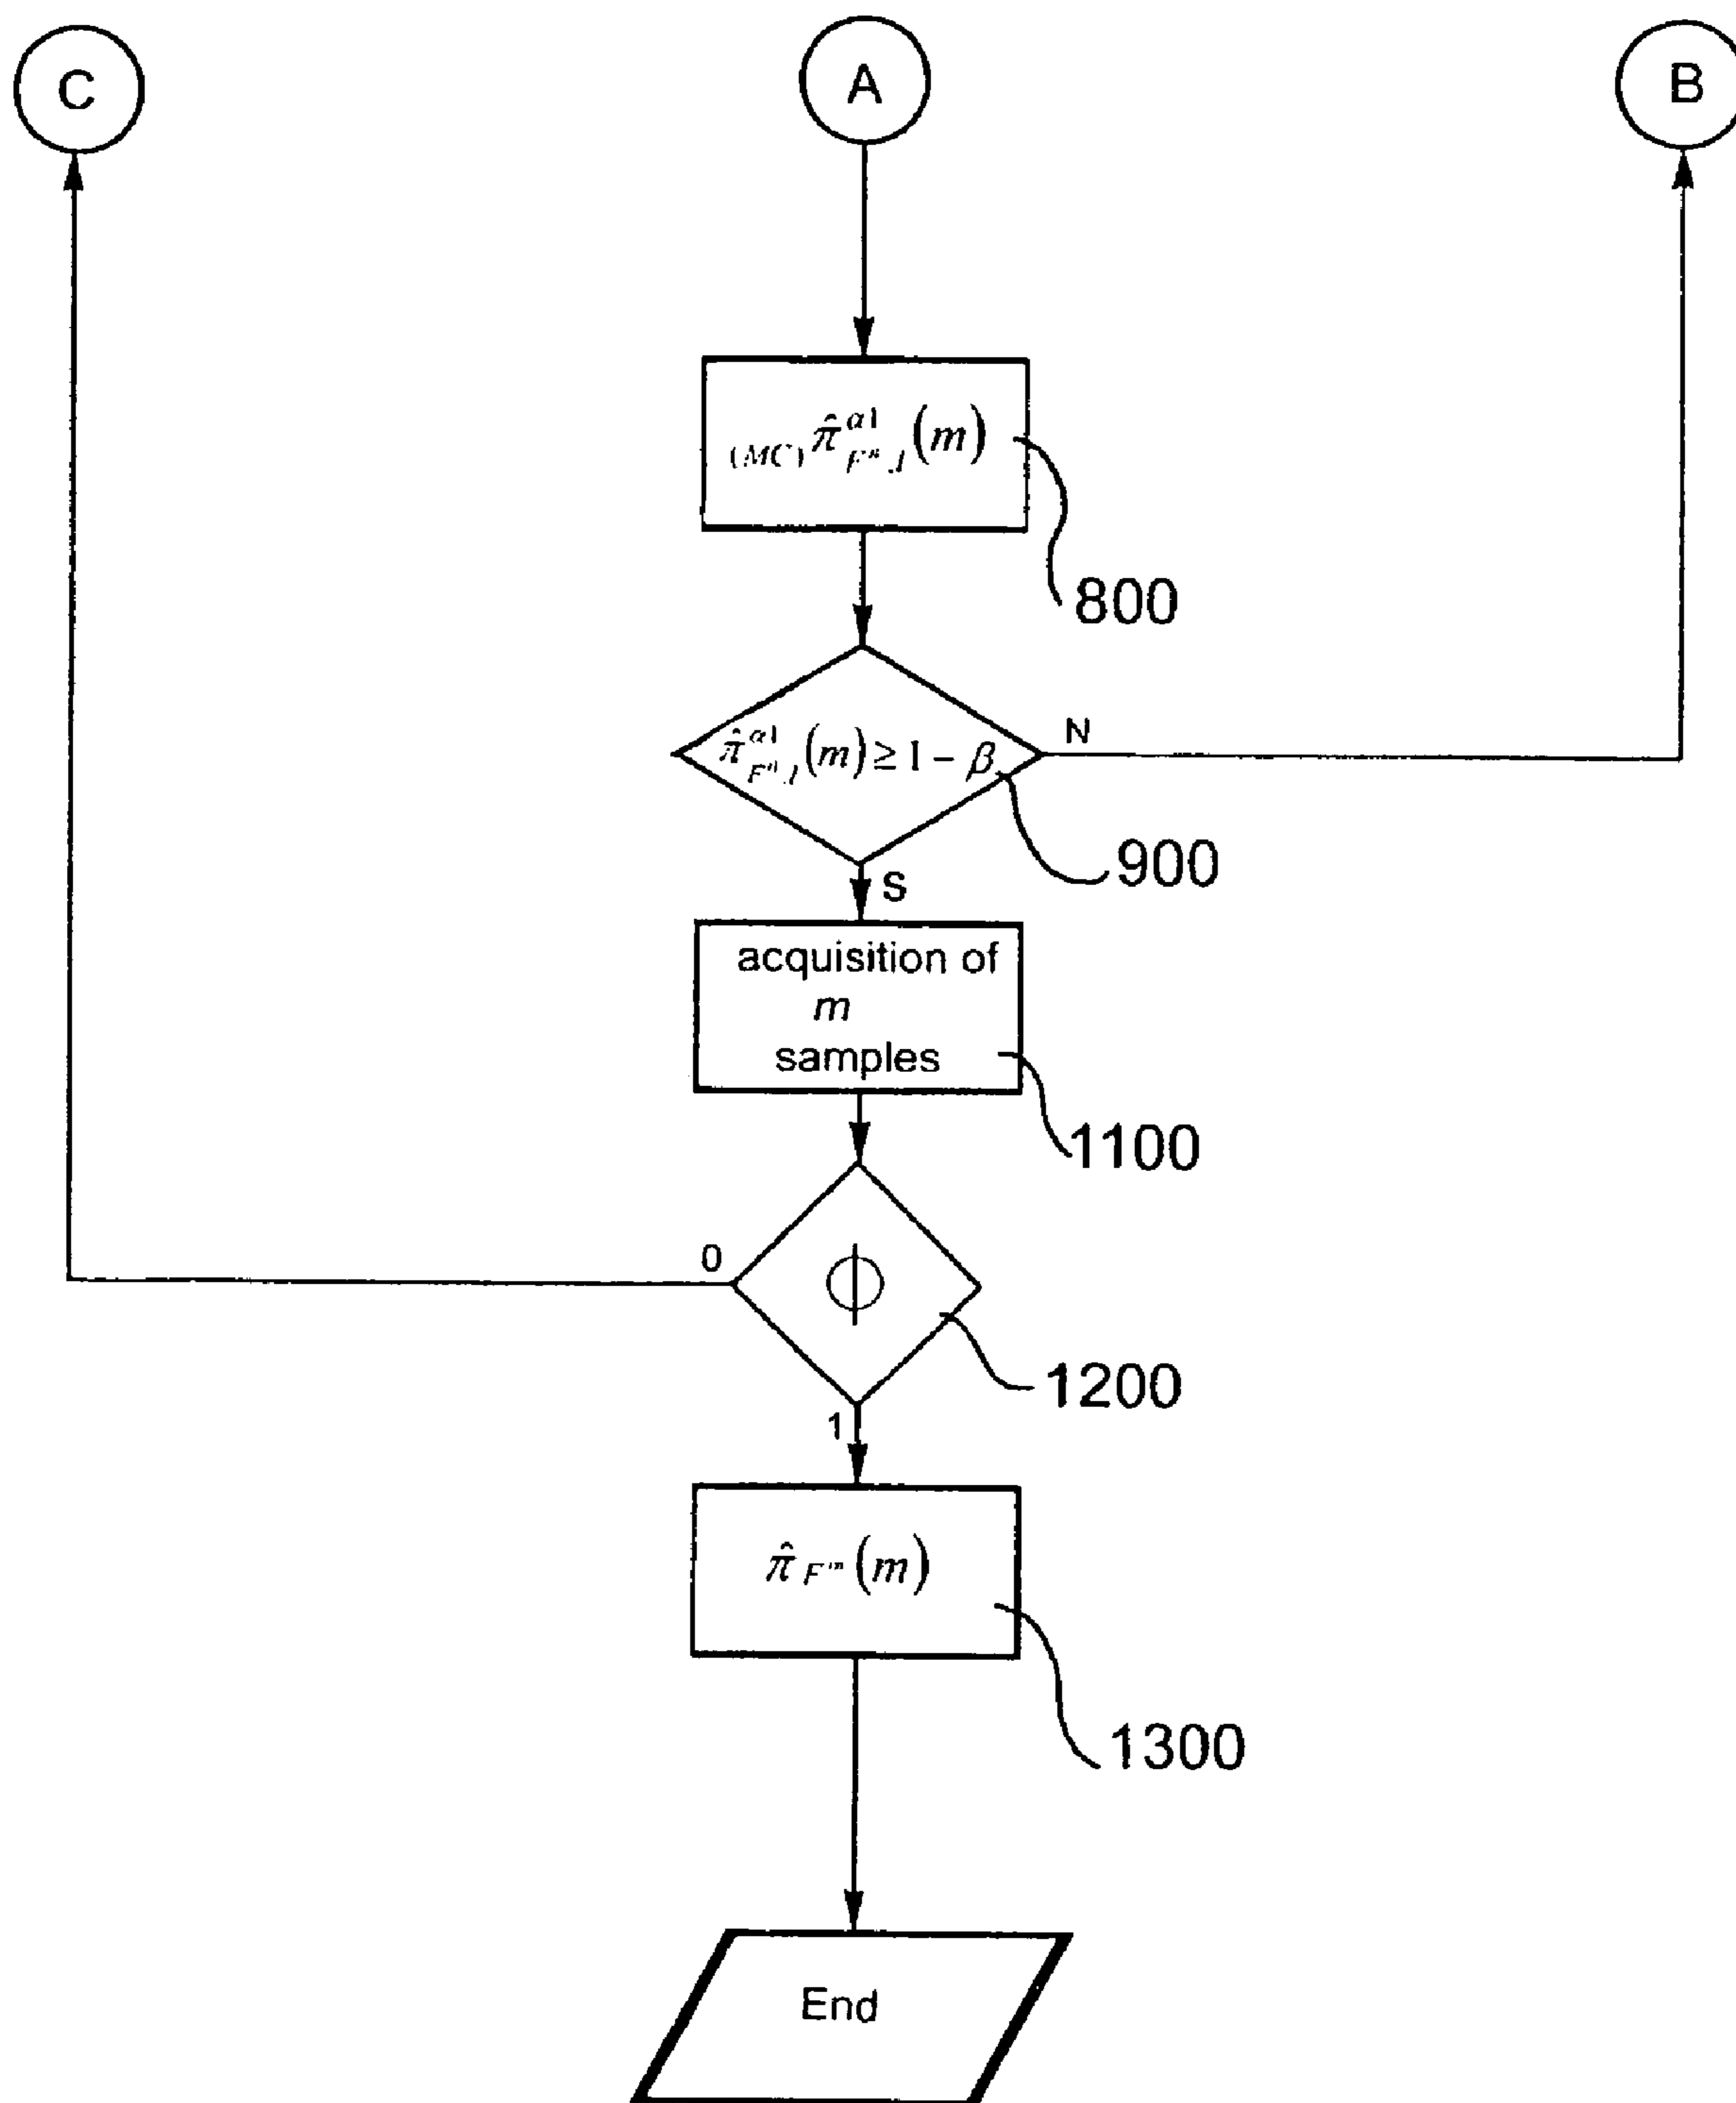 C
A
B
(MC) π̂^{α1}_{F^n,I}(m)
800
π̂^{α1}_{F^n,I}(m) ≥ 1 − β
N
900
S
acquisition of
m
samples
1100
0
ϕ
1200
1
π̂_{F^m}(m)
1300
End